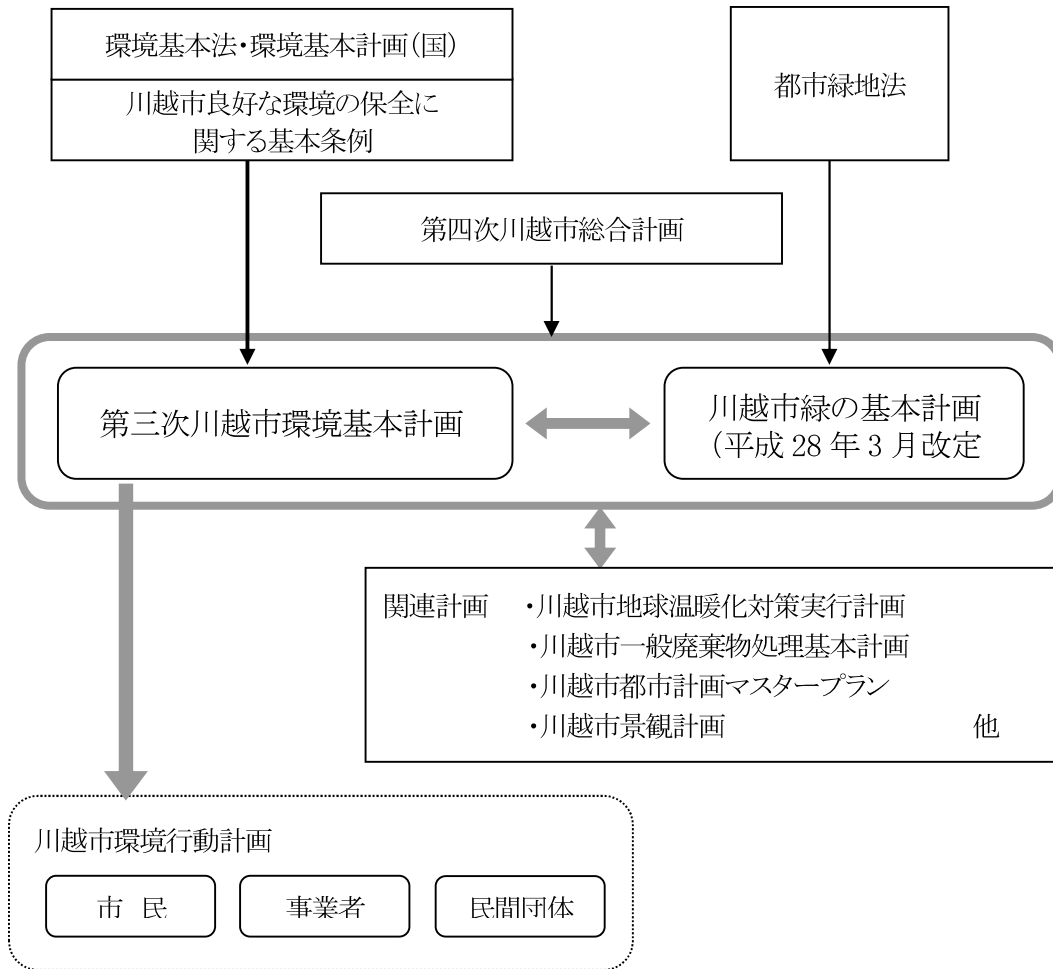 環境基本法・環境基本計画（国）
川越市良好な環境の保全に
関する基本条例
都市緑地法
第四次川越市総合計画
第三次川越市環境基本計画
川越市緑の基本計画
（平成 28 年 3 月改定
関連計画　・川越市地球温暖化対策実行計画
・川越市一般廃棄物処理基本計画
・川越市都市計画マスタープラン
・川越市景観計画　他
川越市環境行動計画
市 民
事業者
民間団体